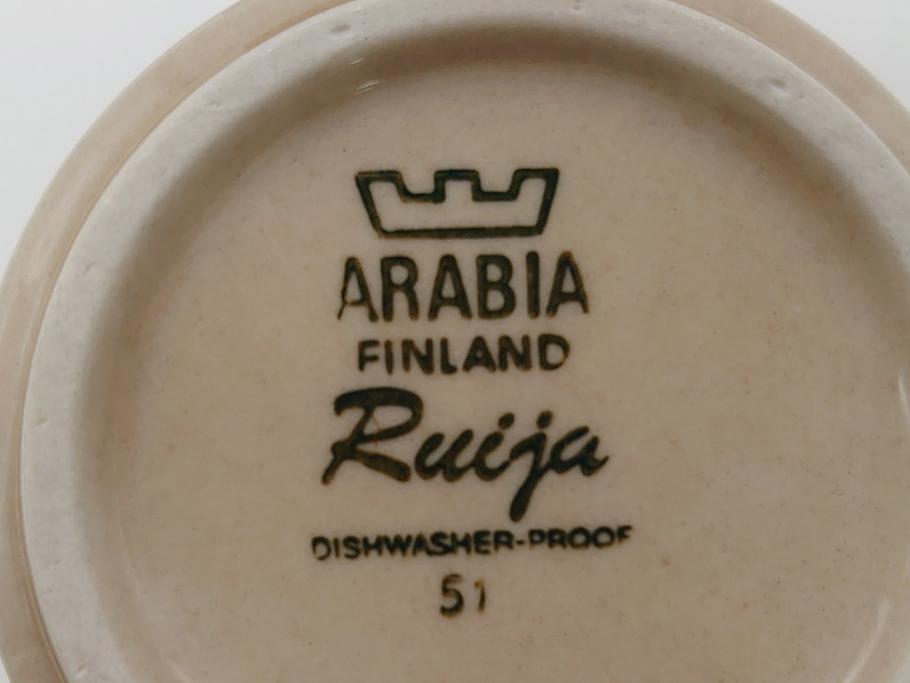 ARABIA
FINLAND
Ruija
DISHWASHER-PROOF
51